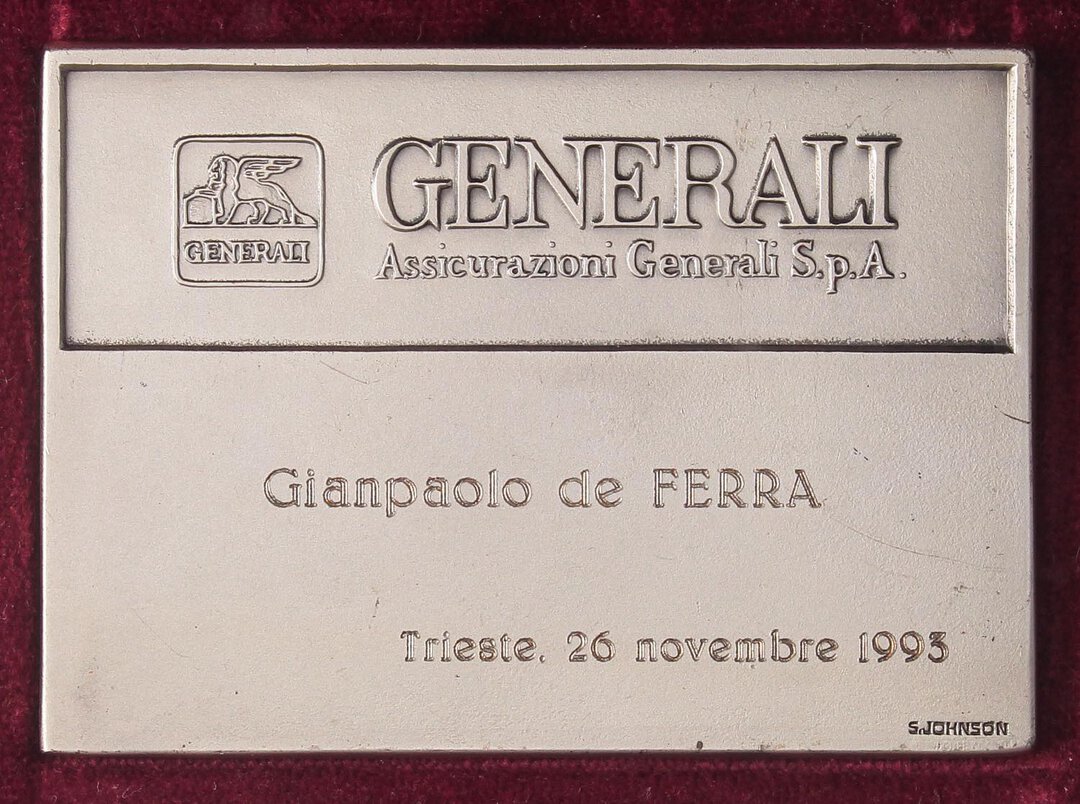 GENERALI
GENERALI
Assicurazioni Generali S.p.A.
Gianpaolo de FERRA
Trieste, 26 novembre 1993
S.JOHNSON